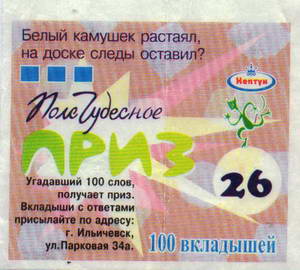 Белый камушек растаял,
на доске следы оставил?
Нептун
Поле Чудесное
ПРИЗ
Угадавший 100 слов,
получает приз.
Вкладыши с ответами
присылайте по адресу:
г. Ильичевск,
ул.Парковая 34а.
26
100 вкладышей